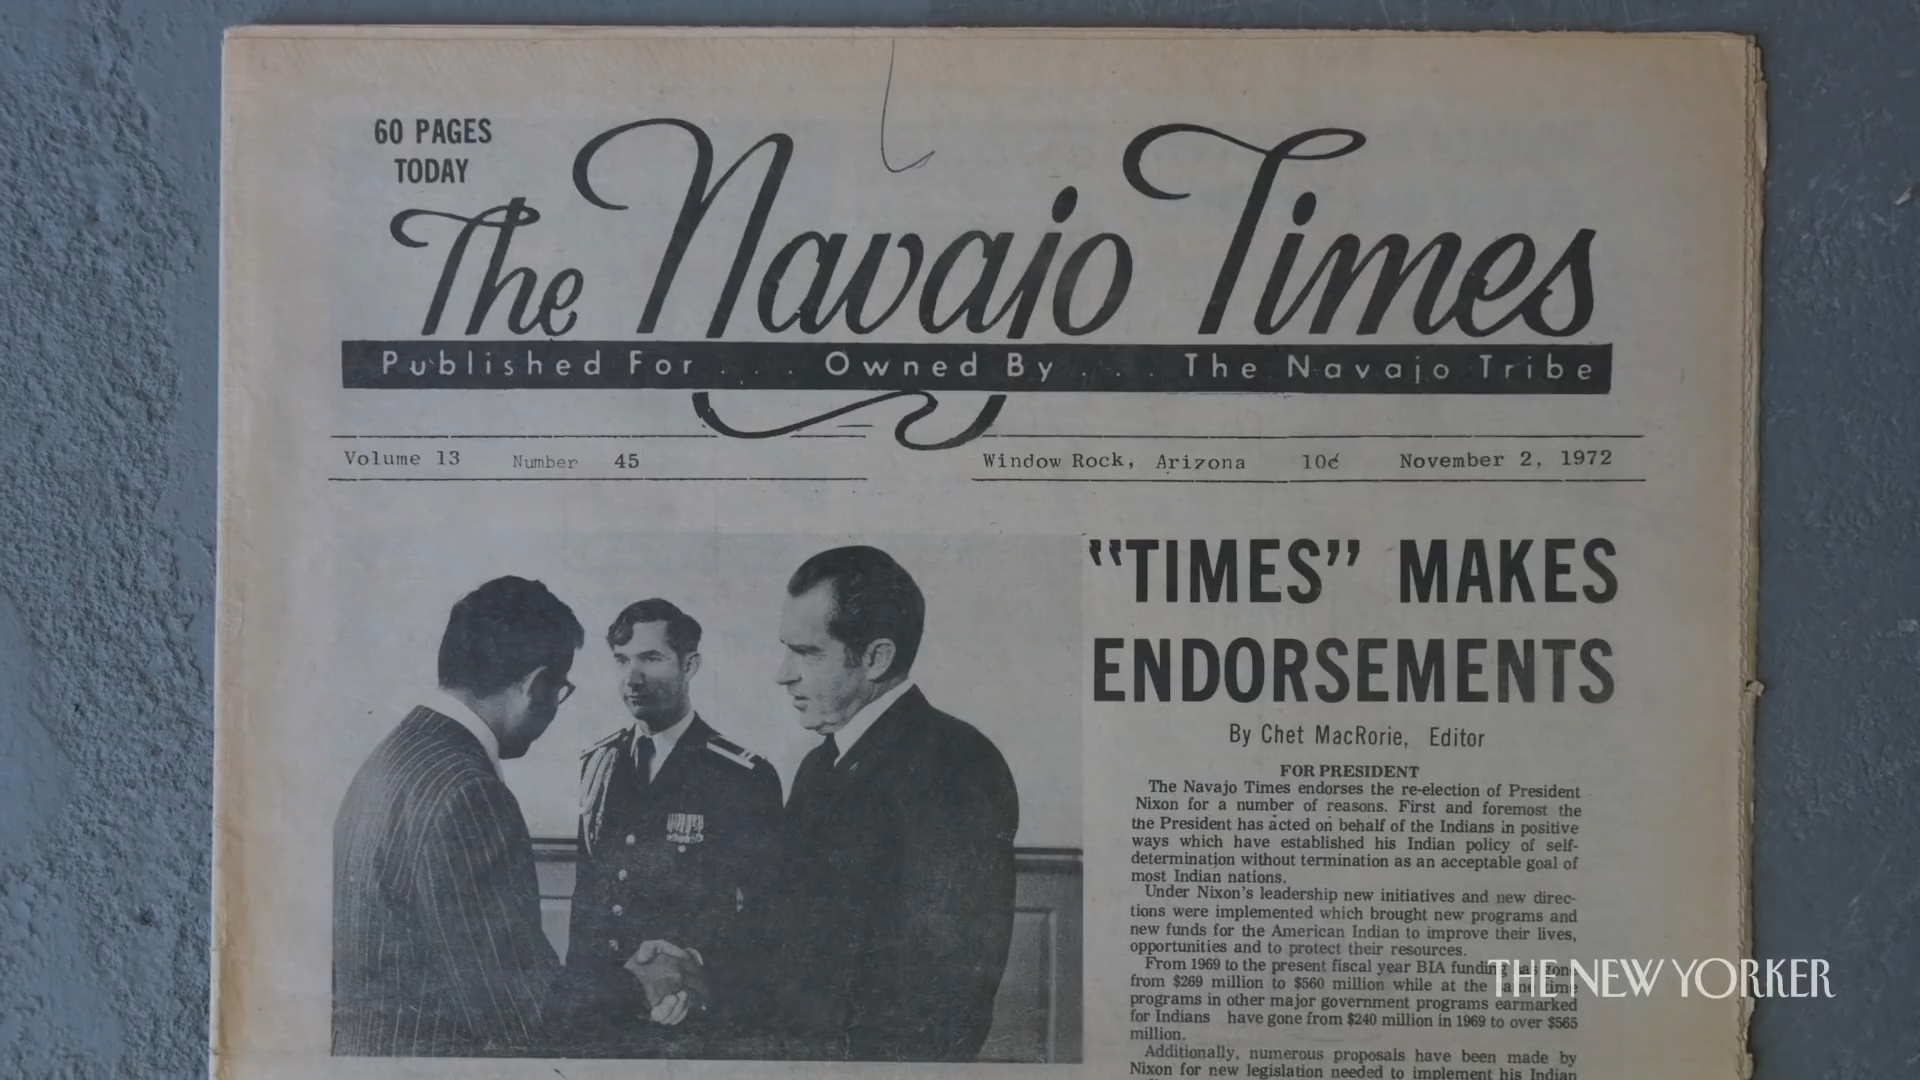 60 PAGES
TODAY
The Navajo Times
Published For . . . Owned By . . . The Navajo Tribe
Volume 13 Number 45
Window Rock, Arizona 10¢ November 2, 1972
"TIMES" MAKES
ENDORSEMENTS
By Chet MacRorie, Editor
FOR PRESIDENT
The Navajo Times endorses the re-election of President
Nixon for a number of reasons. First and foremost the
the President has acted on behalf of the Indians in positive
ways which have established his Indian policy of self-
determination without termination as an acceptable goal of
most Indian nations.
Under Nixon's leadership new initiatives and new direc-
tions were implemented which brought new programs and
new funds for the American Indian to improve their lives,
opportunities and to protect their resources.
From 1969 to the present fiscal year BIA funding has gone
from $269 million to $560 million while at the same time
programs in other major government programs earmarked
for Indians have gone from $240 million in 1969 to over $565
million.
Additionally, numerous proposals have been made by
Nixon for new legislation needed to implement his Indian
THE NEW YORKER